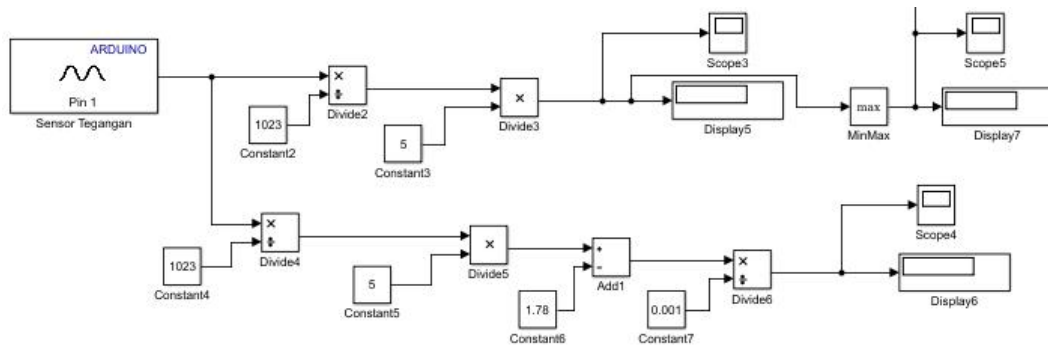 ARDUINO
Pin 1
Sensor Tegangan
1023
Constant2
×
÷
Divide2
5
Constant3
×
Divide3
Scope3
Display5
max
MinMax
Scope5
Display7
1023
Constant4
×
÷
Divide4
5
Constant5
×
Divide5
1.78
Constant6
+
−
Add1
0.001
Constant7
×
÷
Divide6
Scope4
Display6